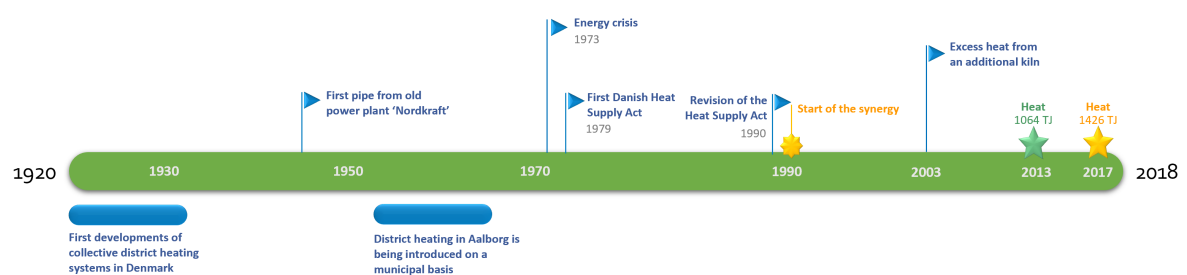 Energy crisis
1973
Excess heat from
an additional kiln
First pipe from old
power plant ‘Nordkraft’
First Danish Heat
Supply Act
1979
Revision of the
Heat Supply Act
1990
Start of the synergy
Heat
1064 TJ
Heat
1426 TJ
1920
1930
1950
1970
1990
2003
2013
2017
2018
First developments of
collective district heating
systems in Denmark
District heating in Aalborg is
being introduced on a
municipal basis